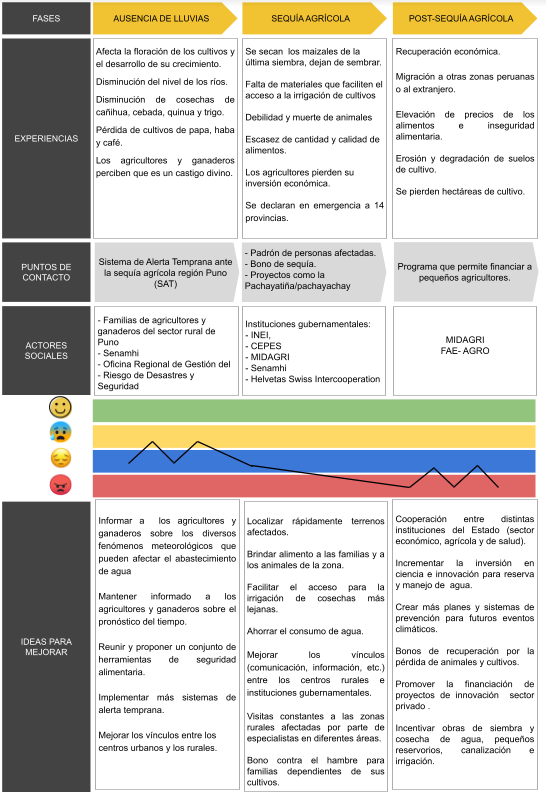 FASES
AUSENCIA DE LLUVIAS
SEQUÍA AGRÍCOLA
POST-SEQUÍA AGRÍCOLA
EXPERIENCIAS
Afecta la floración de los cultivos y
el desarrollo de su crecimiento.
Disminución del nivel de los ríos.
Disminución de cosechas de
cañihua, cebada, quinua y trigo.
Pérdida de cultivos de papa, haba
y café.
Los agricultores y ganaderos
perciben que es un castigo divino.
Se secan los maizales de la
última siembra, dejan de sembrar.
Falta de materiales que faciliten el
acceso a la irrigación de cultivos
Debilidad y muerte de animales
Escasez de cantidad y calidad de
alimentos.
Los agricultores pierden su
inversión económica.
Se declaran en emergencia a 14
provincias.
Recuperación económica.
Migración a otras zonas peruanas
o al extranjero.
Elevación de precios de los
alimentos e inseguridad
alimentaria.
Erosión y degradación de suelos
de cultivo.
Se pierden hectáreas de cultivo.
PUNTOS DE
CONTACTO
Sistema de Alerta Temprana ante
la sequía agrícola región Puno
(SAT)
- Padrón de personas afectadas.
- Bono de sequía.
- Proyectos como la
Pachayatiña/pachayachay
Programa que permite financiar a
pequeños agricultores.
ACTORES
SOCIALES
- Familias de agricultores y
ganaderos del sector rural de
Puno
- Senamhi
- Oficina Regional de Gestión del
- Riesgo de Desastres y
Seguridad
Instituciones gubernamentales:
- INEI,
- CEPES
- MIDAGRI
- Senamhi
- Helvetas Swiss Intercooperation
MIDAGRI
FAE- AGRO
IDEAS PARA
MEJORAR
Informar a los agricultores y
ganaderos sobre los diversos
fenómenos meteorológicos que
pueden afectar el abastecimiento
de agua
Mantener informado a los
agricultores y ganaderos sobre el
pronóstico del tiempo.
Reunir y proponer un conjunto de
herramientas de seguridad
alimentaria.
Implementar más sistemas de
alerta temprana.
Mejorar los vínculos entre los
centros urbanos y los rurales.
Localizar rápidamente terrenos
afectados.
Brindar alimento a las familias y a
los animales de la zona.
Facilitar el acceso para la
irrigación de cosechas más
lejanas.
Ahorrar el consumo de agua.
Mejorar los vínculos
(comunicación, información, etc.)
entre los centros rurales e
instituciones gubernamentales.
Visitas constantes a las zonas
rurales afectadas por parte de
especialistas en diferentes áreas.
Bono contra el hambre para
familias dependientes de sus
cultivos.
Cooperación entre distintas
instituciones del Estado (sector
económico, agrícola y de salud).
Incrementar la inversión en
ciencia e innovación para reserva
y manejo de agua.
Crear más planes y sistemas de
prevención para futuros eventos
climáticos.
Bonos de recuperación por la
pérdida de animales y cultivos.
Promover la financiación de
proyectos de innovación sector
privado .
Incentivar obras de siembra y
cosecha de agua, pequeños
reservorios, canalización e
irrigación.